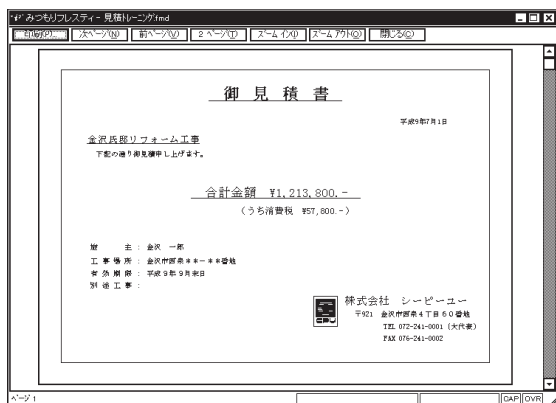 みつもりフレスティ - 見積トレーニング.fmd
印刷(P)... 次ページ(N) 前ページ(V) 2 ページ(T) ズーム イン(I) ズーム アウト(O) 閉じる(C)
御見積書
平成9年7月1日
金沢氏邸リフォーム工事
下記の通り御見積申し上げます。
合計金額 ¥1,213,800.-
(うち消費税 ¥57,800.-)
施 主 : 金沢 一郎
工事場所 : 金沢市西泉**-**番地
有効期限 : 平成9年9月末日
別途工事 :
CPU
株式会社 シーピーユー
〒921 金沢市西泉4丁目60番地
TEL 072-241-0001 (大代表)
FAX 076-241-0002
ページ 1
CAP OVR